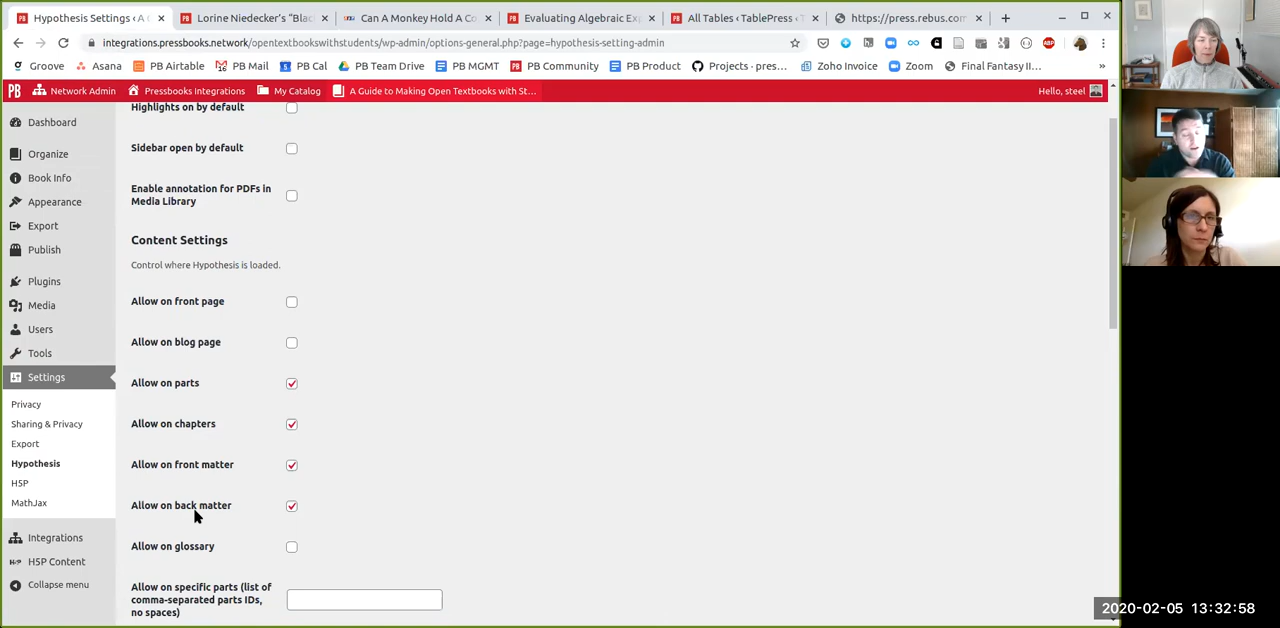 Hypothesis Settings ‹ A
Lorine Niedecker's "Blac
Can A Monkey Hold A Co
Evaluating Algebraic Exp
All Tables ‹ TablePress ‹ T
https://press.rebus.com
integrations.pressbooks.network/opentextbookswithstudents/wp-admin/options-general.php?page=hypothesis-setting-admin
Groove
Asana
PB Airtable
PB Mail
PB Cal
PB Team Drive
PB MGMT
PB Community
PB Product
Projects · pres...
Zoho Invoice
Zoom
Final Fantasy II...
PB
Network Admin
Pressbooks Integrations
My Catalog
A Guide to Making Open Textbooks with St...
Hello, steel
Dashboard
Organize
Book Info
Appearance
Export
Publish
Plugins
Media
Users
Tools
Settings
Privacy
Sharing & Privacy
Export
Hypothesis
H5P
MathJax
Integrations
H5P Content
Collapse menu
Highlights on by default
Sidebar open by default
Enable annotation for PDFs in
Media Library
Content Settings
Control where Hypothesis is loaded.
Allow on front page
Allow on blog page
Allow on parts
Allow on chapters
Allow on front matter
Allow on back matter
Allow on glossary
Allow on specific parts (list of
comma-separated parts IDs,
no spaces)
2020-02-05 13:32:58